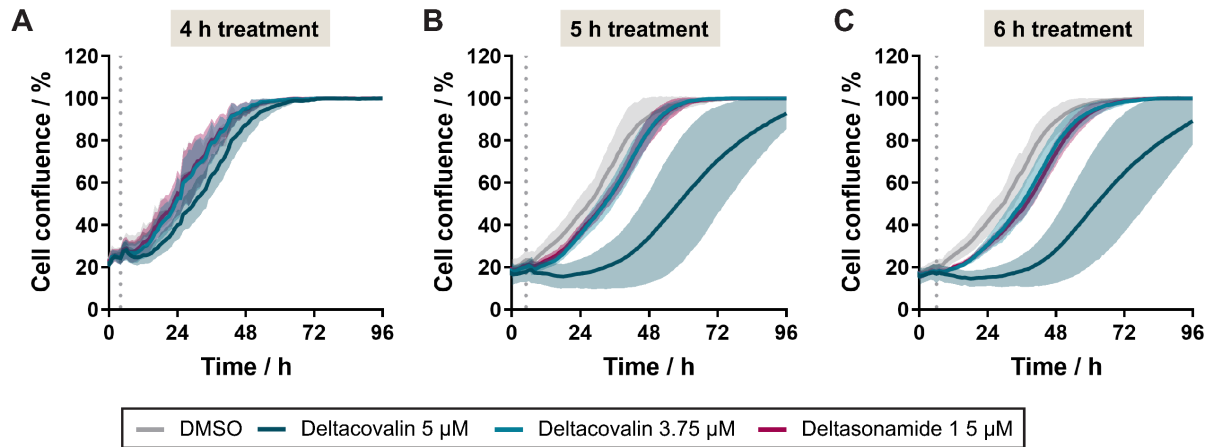 A
4 h treatment
B
5 h treatment
C
6 h treatment
Cell confluence / %
120
100
80
60
40
20
0
0 24 48 72 96
Time / h
Cell confluence / %
120
100
80
60
40
20
0
0 24 48 72 96
Time / h
Cell confluence / %
120
100
80
60
40
20
0
0 24 48 72 96
Time / h
DMSO Deltacovalin 5 µM Deltacovalin 3.75 µM Deltasonamide 1 5 µM